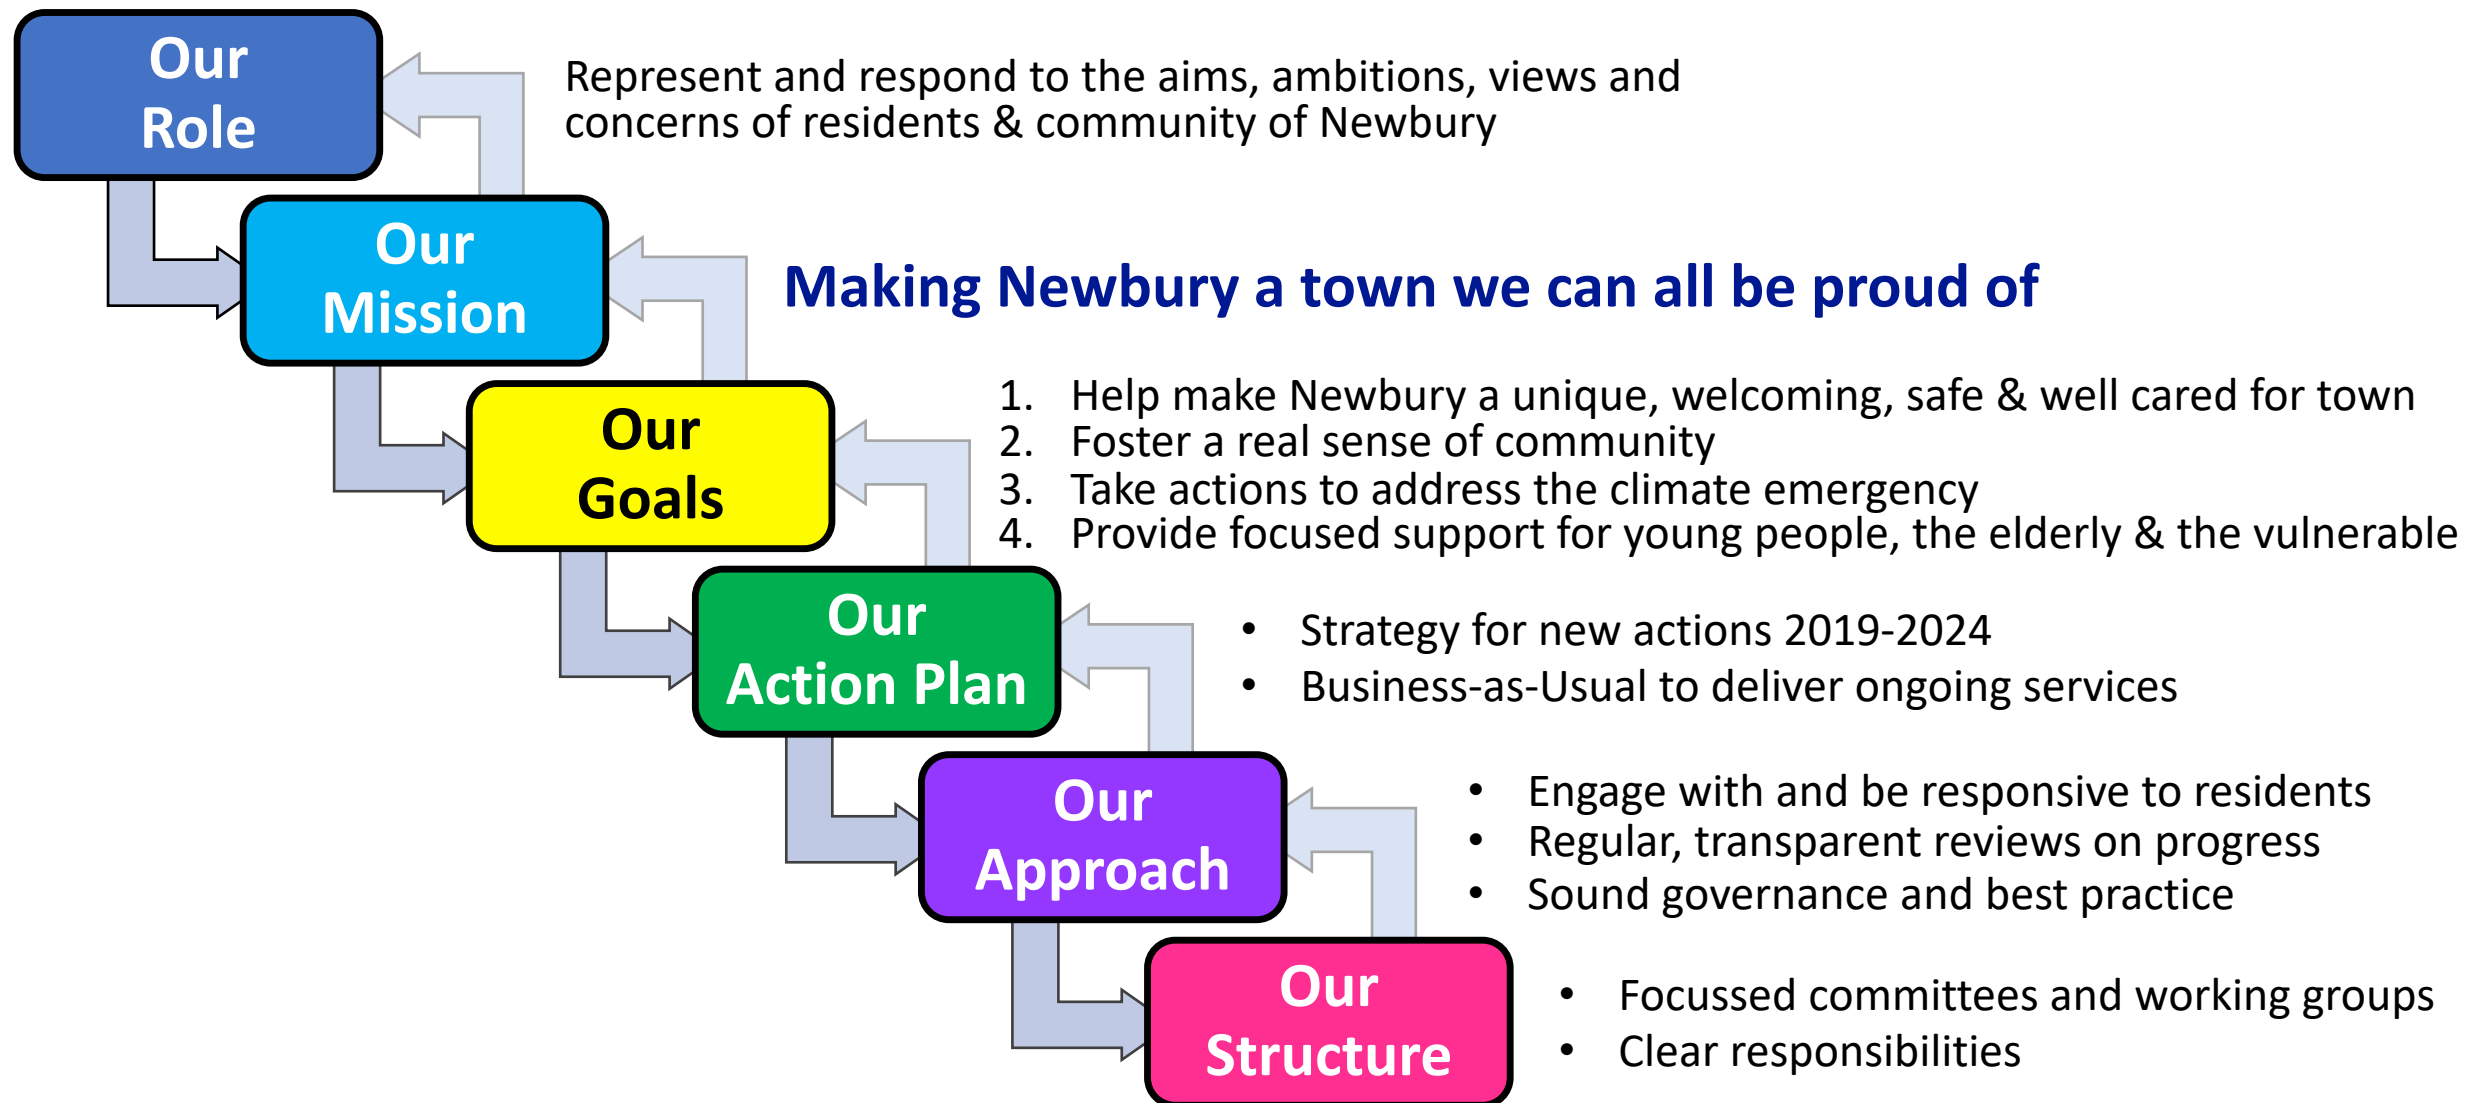 Our
Role
Represent and respond to the aims, ambitions, views and
concerns of residents & community of Newbury
Our
Mission
Making Newbury a town we can all be proud of
Our
Goals
1. Help make Newbury a unique, welcoming, safe & well cared for town
2. Foster a real sense of community
3. Take actions to address the climate emergency
4. Provide focused support for young people, the elderly & the vulnerable
Our
Action Plan
• Strategy for new actions 2019-2024
• Business-as-Usual to deliver ongoing services
Our
Approach
• Engage with and be responsive to residents
• Regular, transparent reviews on progress
• Sound governance and best practice
Our
Structure
• Focussed committees and working groups
• Clear responsibilities